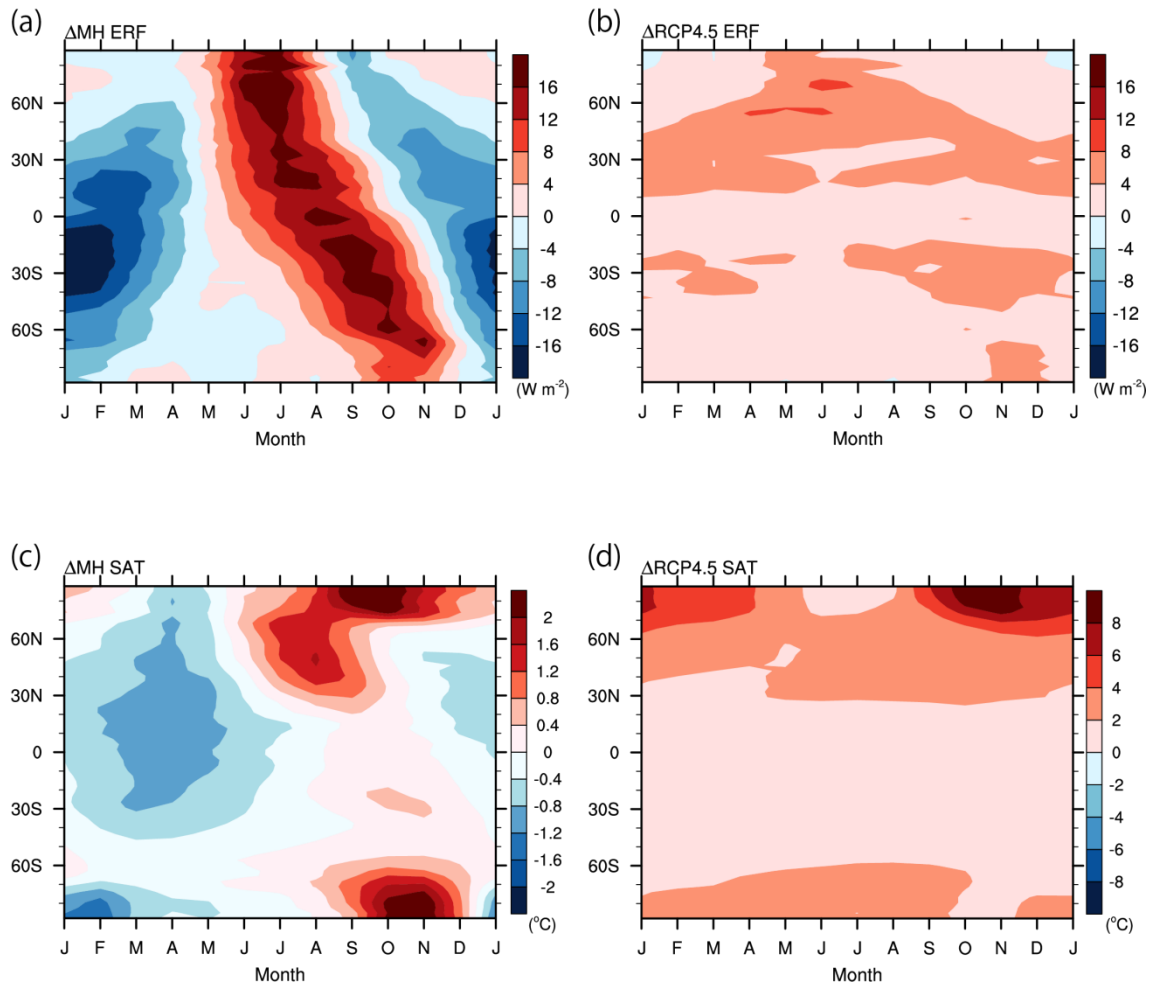 (a)
ΔMH ERF
60N
30N
0
30S
60S
J F M A M J J A S O N D J
Month
16
12
8
4
0
-4
-8
-12
-16
(W m⁻²)
(b)
ΔRCP4.5 ERF
60N
30N
0
30S
60S
J F M A M J J A S O N D J
Month
16
12
8
4
0
-4
-8
-12
-16
(W m⁻²)
(c)
ΔMH SAT
60N
30N
0
30S
60S
J F M A M J J A S O N D J
Month
2
1.6
1.2
0.8
0.4
0
-0.4
-0.8
-1.2
-1.6
-2
(°C)
(d)
ΔRCP4.5 SAT
60N
30N
0
30S
60S
J F M A M J J A S O N D J
Month
8
6
4
2
0
-2
-4
-6
-8
(°C)